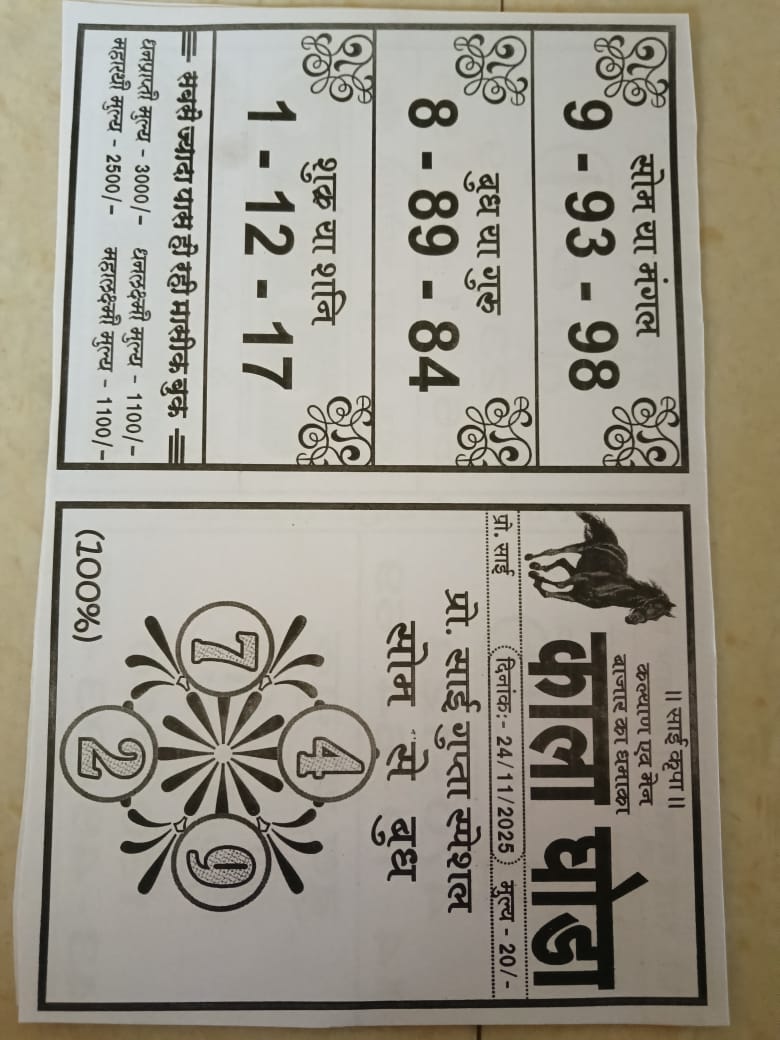 ॥ साई कृपा ॥
कल्याण एवं मेन
बाजार का धमाका
काला घोडा
प्रो. साई दिनांक:- 24/11/2025 मुल्य - 20/-
प्रो. साई गुप्ता स्पेशल
सोम से बुध
4
7 9
2
(100%)
सोम या मंगल
9 - 93 - 98
बुध या गुरू
8 - 89 - 84
शुक्र या शनि
1 - 12 - 17
सबसे ज्यादा पास हो रही मासीक बुक
धनप्राप्ती मुल्य - 3000/- धनलक्ष्मी मुल्य - 1100/-
महारथी मुल्य - 2500/- महालक्ष्मी मुल्य - 1100/-